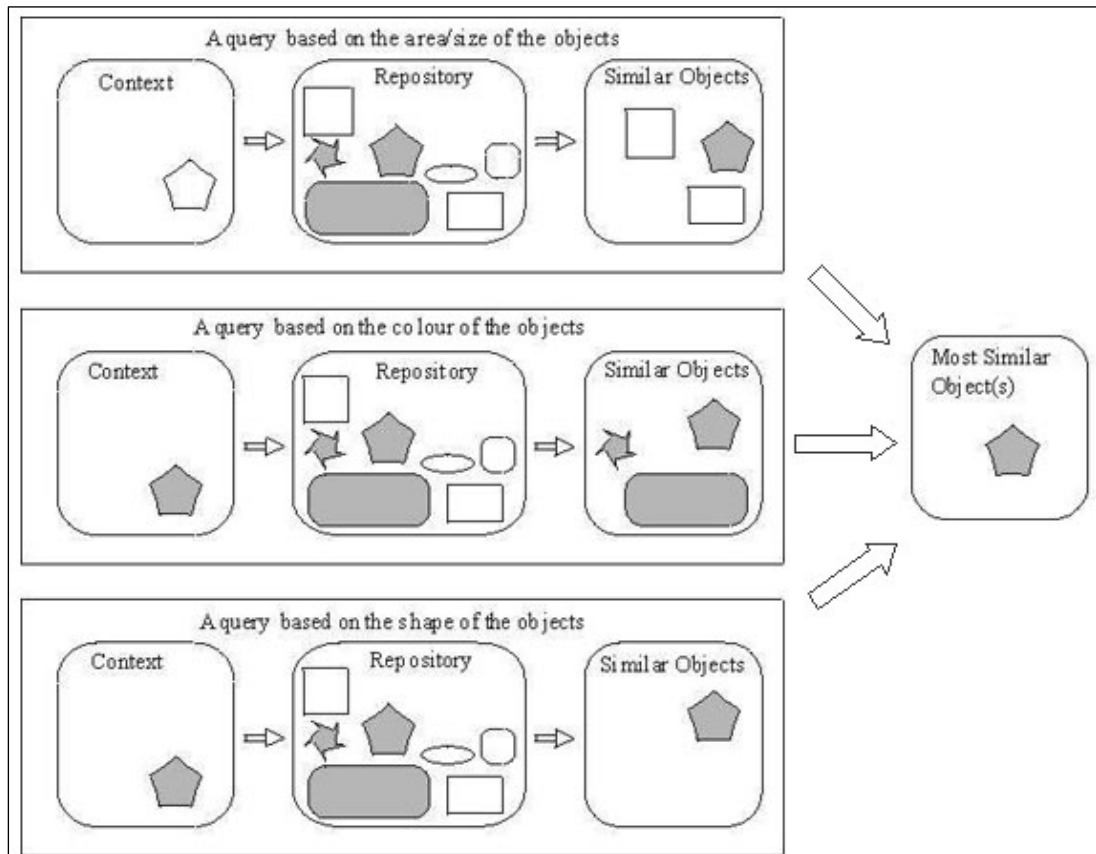 A query based on the area/size of the objects
Context
Repository
Similar Objects
A query based on the colour of the objects
Context
Repository
Similar Objects
Most Similar
Object(s)
A query based on the shape of the objects
Context
Repository
Similar Objects